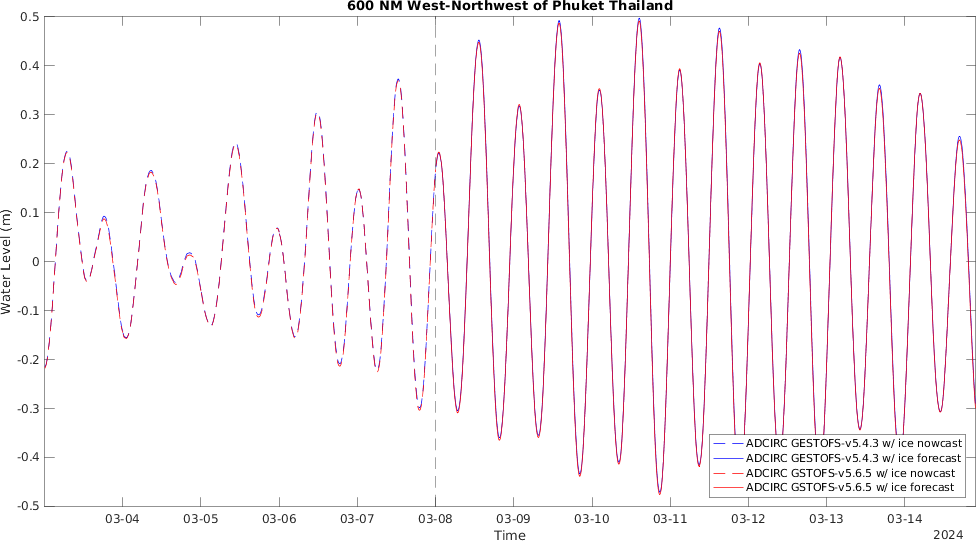 600 NM West-Northwest of Phuket Thailand
Water Level (m)
0.5
0.4
0.3
0.2
0.1
0
-0.1
-0.2
-0.3
-0.4
-0.5
ADCIRC GESTOFS-v5.4.3 w/ ice nowcast
ADCIRC GESTOFS-v5.4.3 w/ ice forecast
ADCIRC GSTOFS-v5.6.5 w/ ice nowcast
ADCIRC GSTOFS-v5.6.5 w/ ice forecast
03-04 03-05 03-06 03-07 03-08 03-09 03-10 03-11 03-12 03-13 03-14
Time
2024